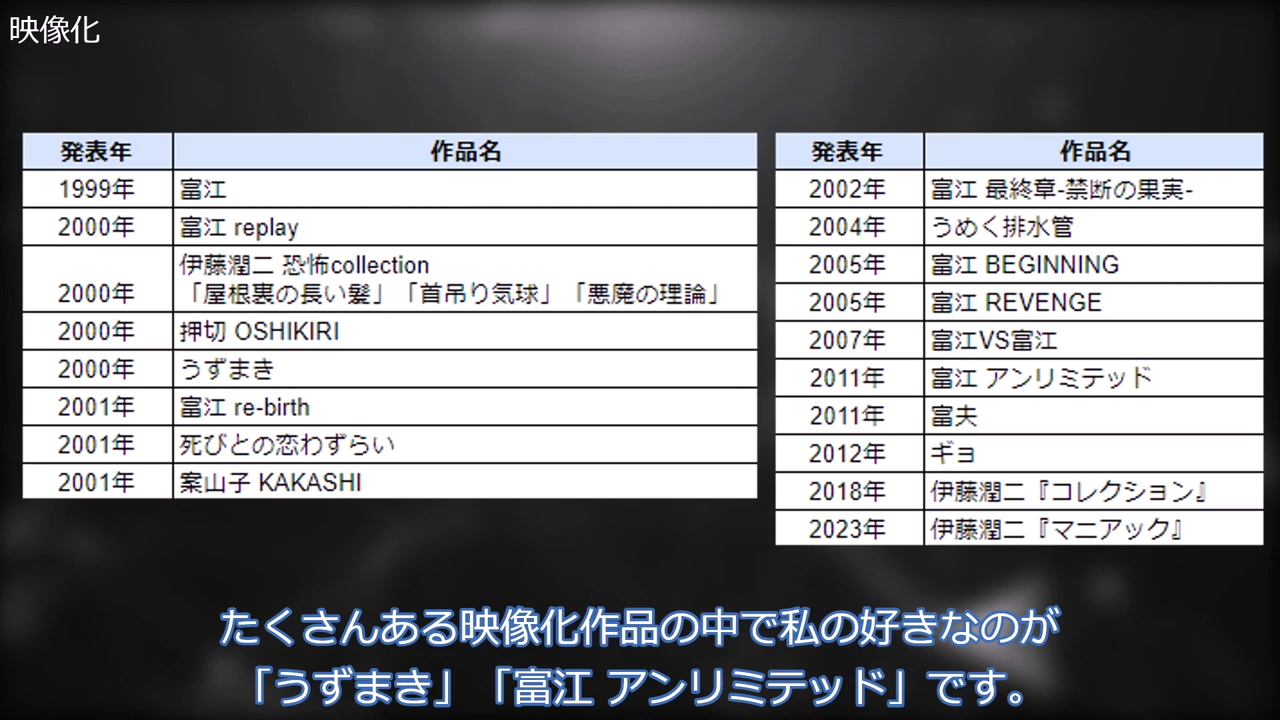 映像化
発表年 作品名
1999年 富江
2000年 富江 replay
伊藤潤二 恐怖collection
2000年 「屋根裏の長い髪」「首吊り気球」「悪魔の理論」
2000年 押切 OSHIKIRI
2000年 うずまき
2001年 富江 re-birth
2001年 死びとの恋わずらい
2001年 案山子 KAKASHI
発表年 作品名
2002年 富江 最終章-禁断の果実-
2004年 うめく排水管
2005年 富江 BEGINNING
2005年 富江 REVENGE
2007年 富江VS富江
2011年 富江 アンリミテッド
2011年 富夫
2012年 ギョ
2018年 伊藤潤二『コレクション』
2023年 伊藤潤二『マニアック』
たくさんある映像化作品の中で私の好きなのが
「うずまき」「富江 アンリミテッド」です。